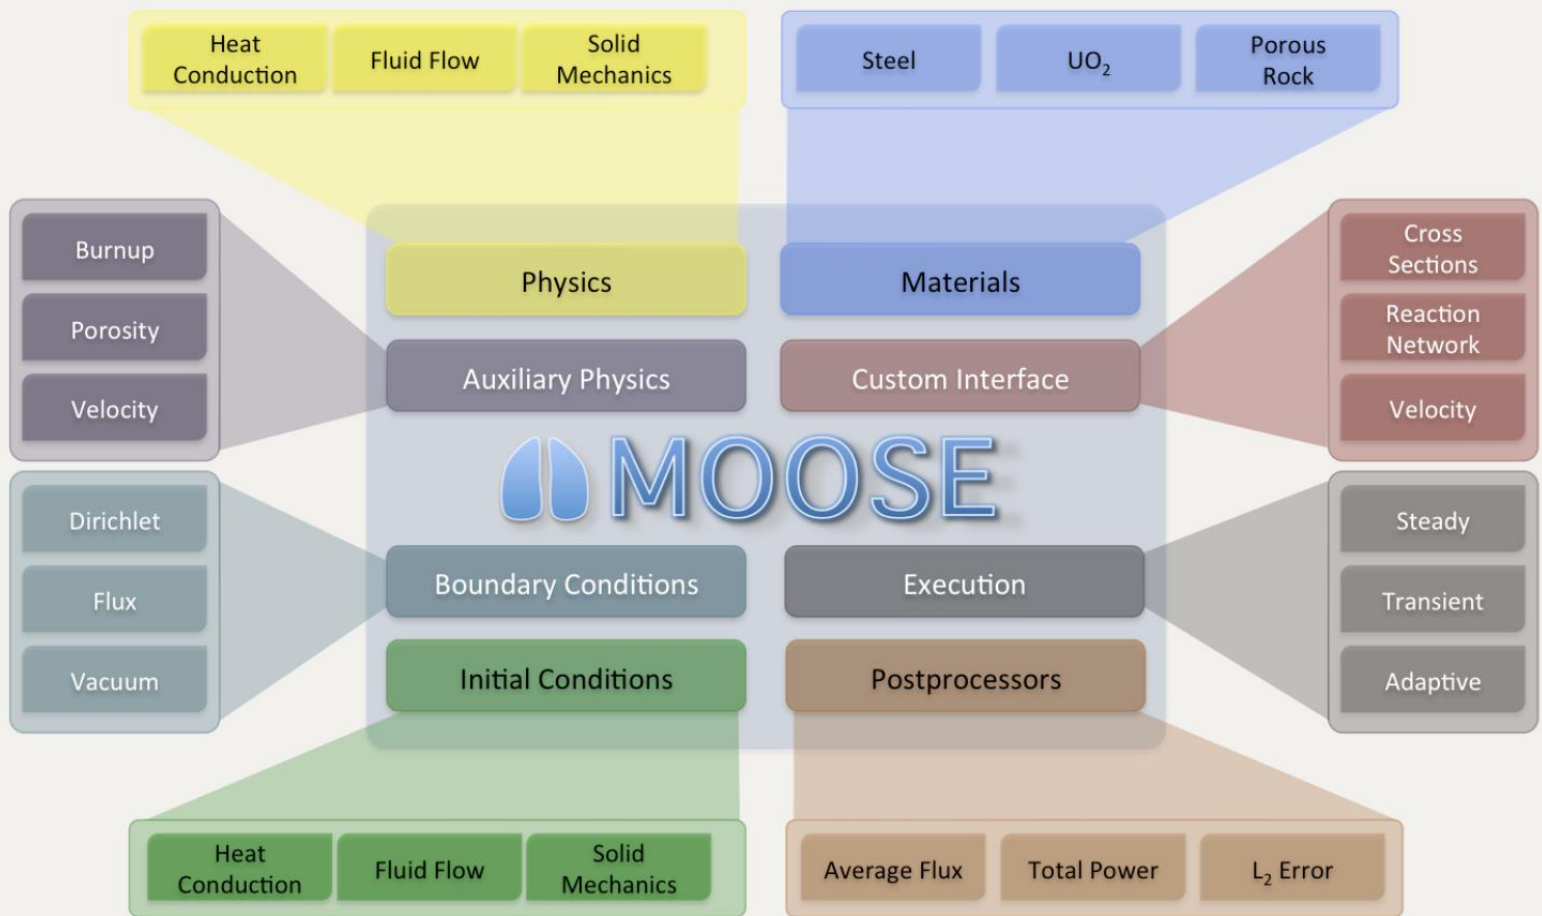 Heat
Conduction
Fluid Flow
Solid
Mechanics
Steel
UO₂
Porous
Rock
Burnup
Porosity
Velocity
Physics
Materials
Auxiliary Physics
Custom Interface
Cross
Sections
Reaction
Network
Velocity
MOOSE
Dirichlet
Flux
Vacuum
Boundary Conditions
Execution
Initial Conditions
Postprocessors
Steady
Transient
Adaptive
Heat
Conduction
Fluid Flow
Solid
Mechanics
Average Flux
Total Power
L₂ Error